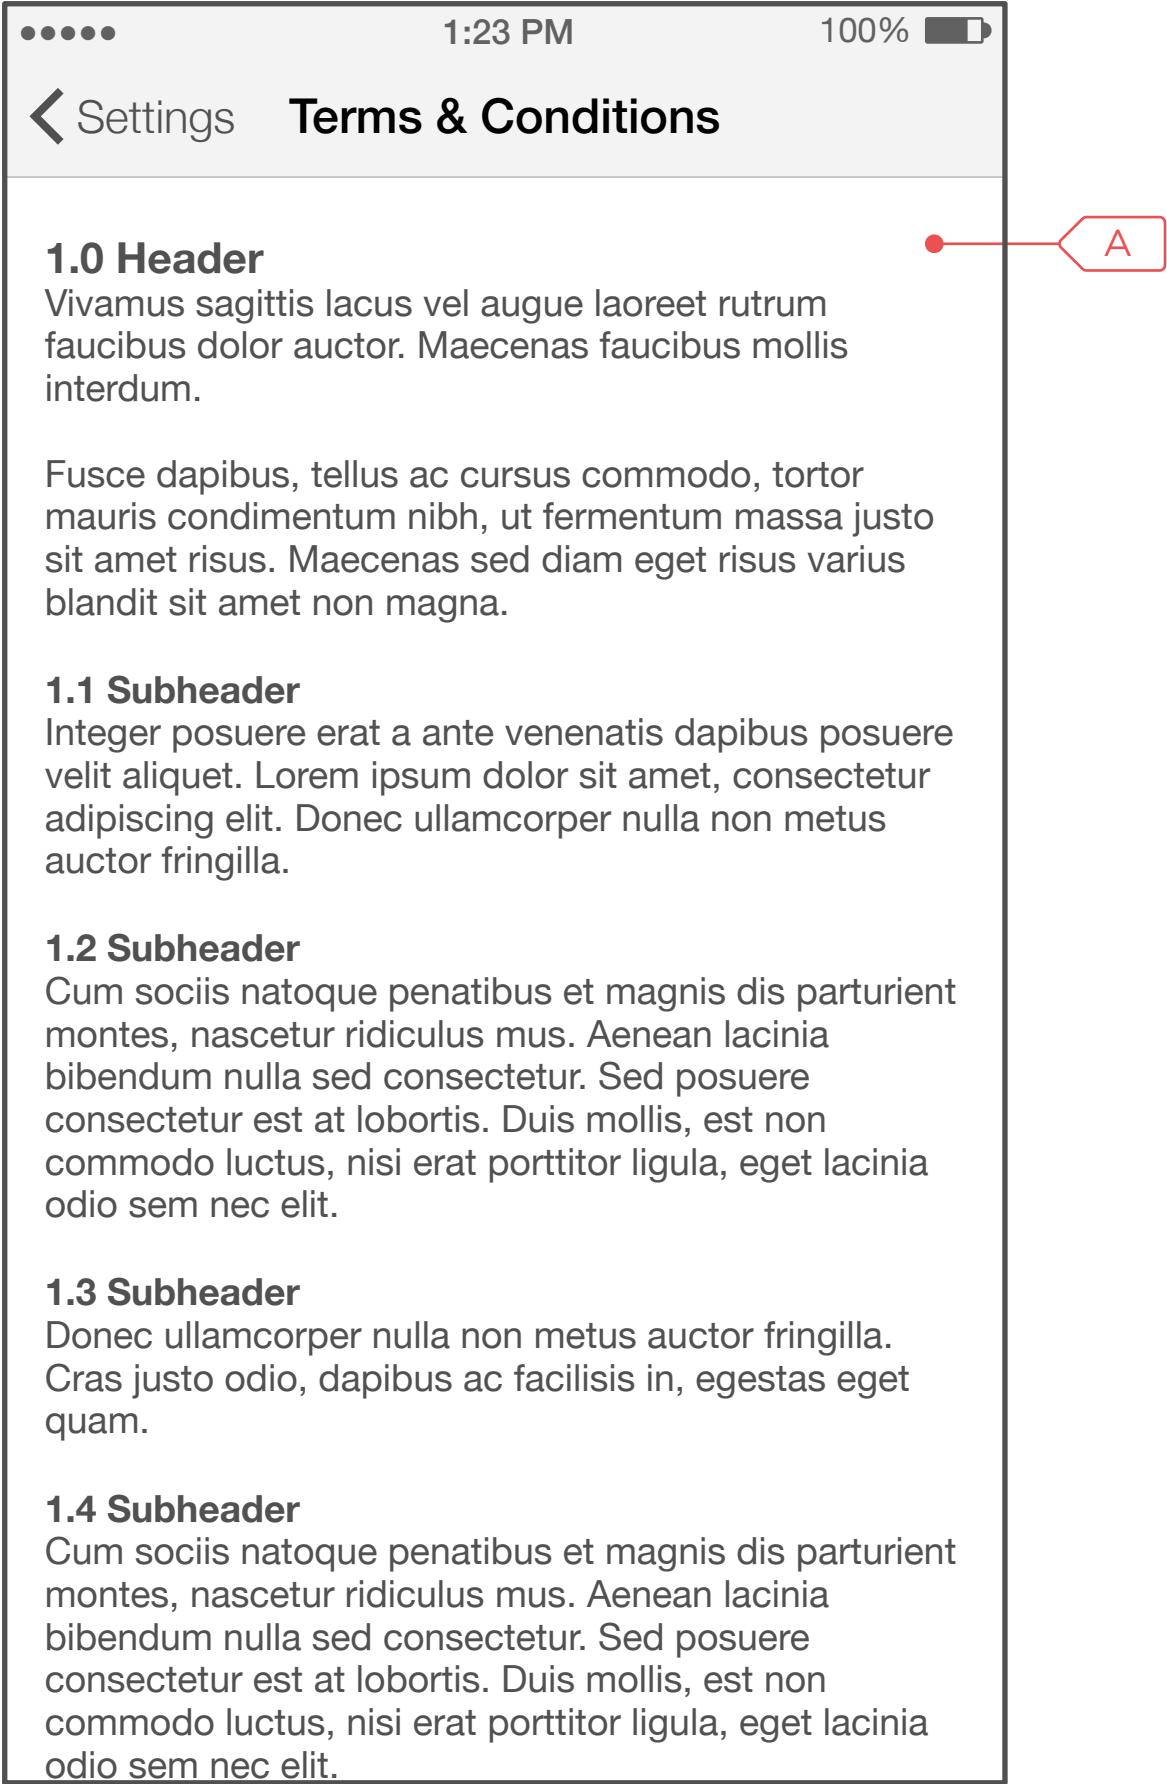 1:23 PM
100%
Settings
Terms & Conditions
A
1.0 Header
Vivamus sagittis lacus vel augue laoreet rutrum
faucibus dolor auctor. Maecenas faucibus mollis
interdum.
Fusce dapibus, tellus ac cursus commodo, tortor
mauris condimentum nibh, ut fermentum massa justo
sit amet risus. Maecenas sed diam eget risus varius
blandit sit amet non magna.
1.1 Subheader
Integer posuere erat a ante venenatis dapibus posuere
velit aliquet. Lorem ipsum dolor sit amet, consectetur
adipiscing elit. Donec ullamcorper nulla non metus
auctor fringilla.
1.2 Subheader
Cum sociis natoque penatibus et magnis dis parturient
montes, nascetur ridiculus mus. Aenean lacinia
bibendum nulla sed consectetur. Sed posuere
consectetur est at lobortis. Duis mollis, est non
commodo luctus, nisi erat porttitor ligula, eget lacinia
odio sem nec elit.
1.3 Subheader
Donec ullamcorper nulla non metus auctor fringilla.
Cras justo odio, dapibus ac facilisis in, egestas eget
quam.
1.4 Subheader
Cum sociis natoque penatibus et magnis dis parturient
montes, nascetur ridiculus mus. Aenean lacinia
bibendum nulla sed consectetur. Sed posuere
consectetur est at lobortis. Duis mollis, est non
commodo luctus, nisi erat porttitor ligula, eget lacinia
odio sem nec elit.